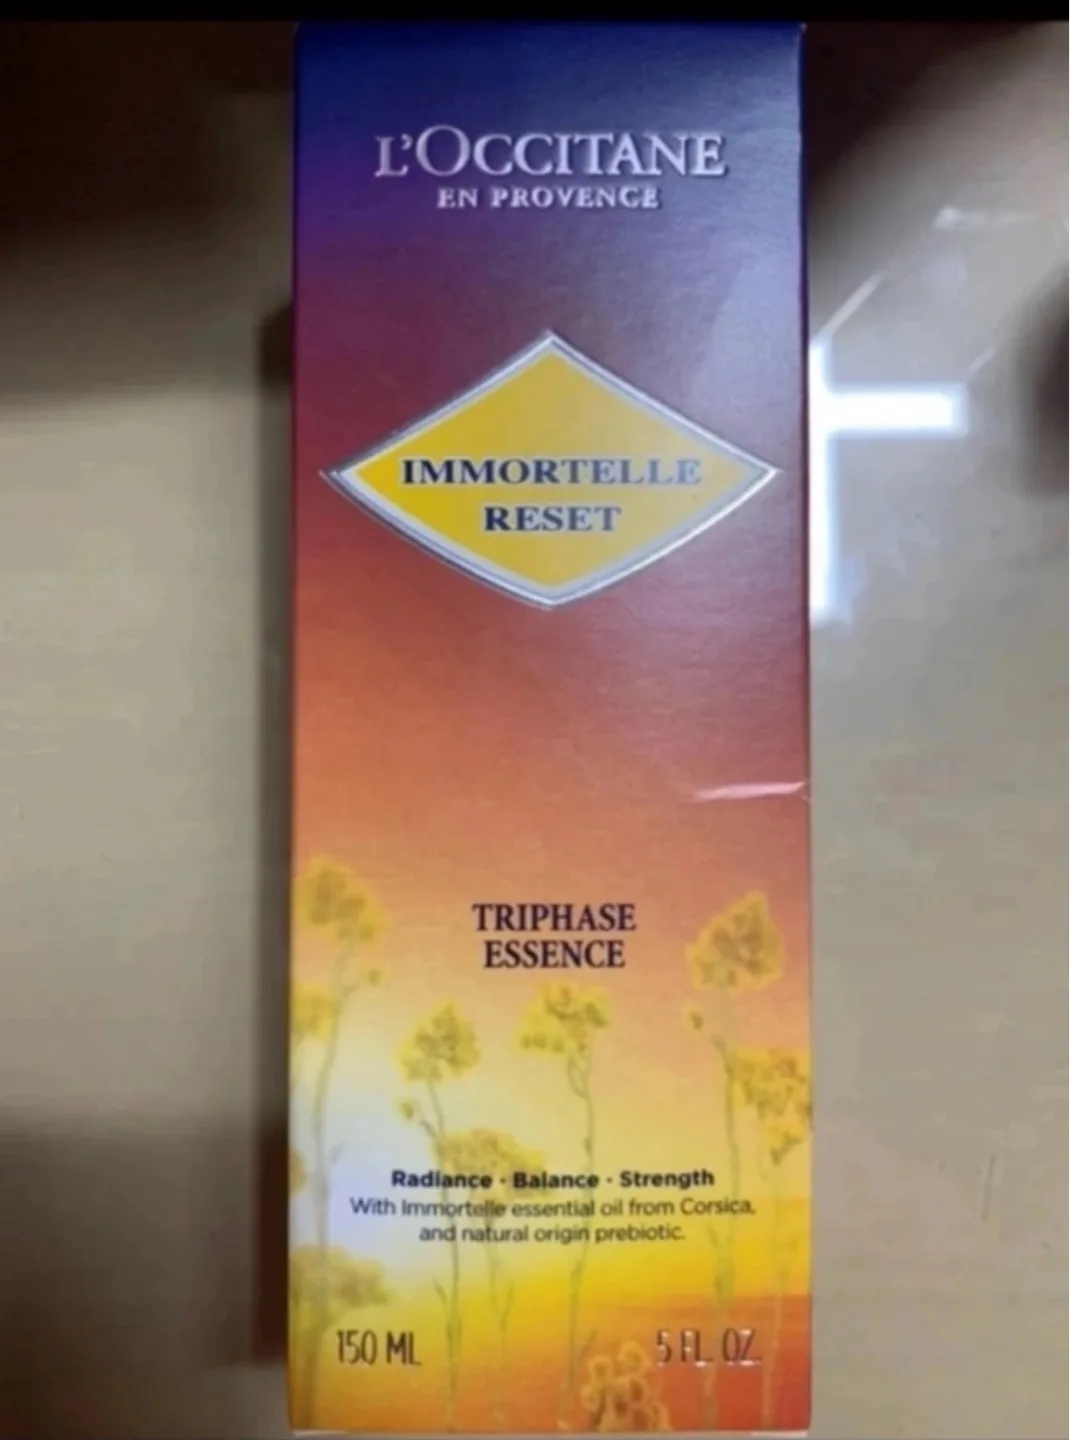 L'OCCITANE
EN PROVENCE
IMMORTELLE
RESET
TRIPHASE
ESSENCE
Radiance · Balance · Strength
With Immortelle essential oil from Corsica,
and natural origin prebiotic.
150 ML 5 FL. OZ.